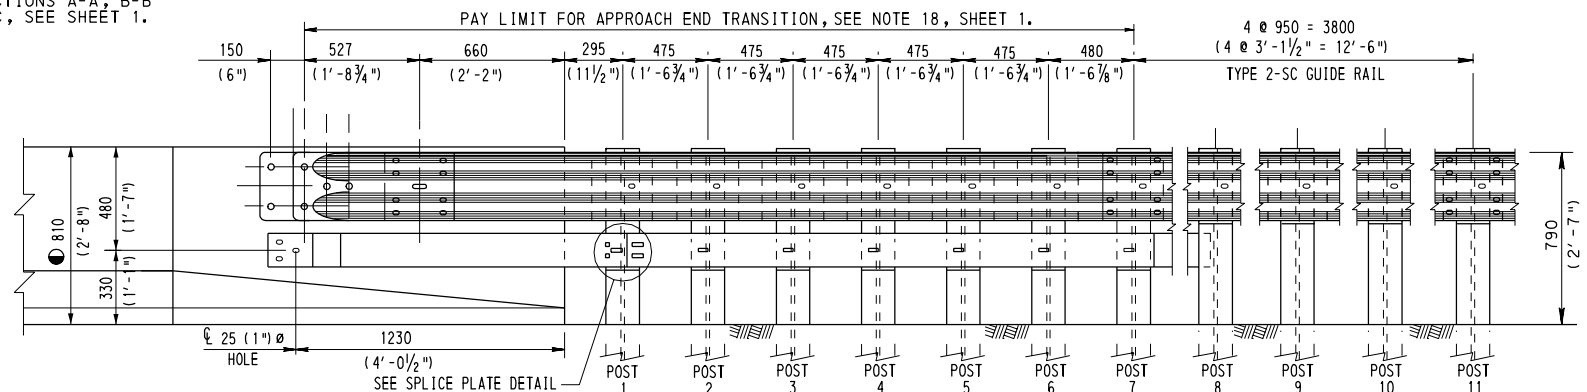 CTIONS A-A, B-B
C, SEE SHEET 1.
PAY LIMIT FOR APPROACH END TRANSITION, SEE NOTE 18, SHEET 1.
4 @ 950 = 3800
(4 @ 3'-1½" = 12'-6")
TYPE 2-SC GUIDE RAIL
150 527 660 295 475 475 475 475 475 480
(6") (1'-8¾") (2'-2") (11½") (1'-6¾") (1'-6¾") (1'-6¾") (1'-6¾") (1'-6¾") (1'-6⅞")
810
(2'-8")
480
(1'-7")
330
(1'-1")
790
(2'-7")
℄ 25 (1") ø
HOLE
1230
(4'-0½")
SEE SPLICE PLATE DETAIL
POST POST POST POST POST POST POST POST POST POST POST
1 2 3 4 5 6 7 8 9 10 11